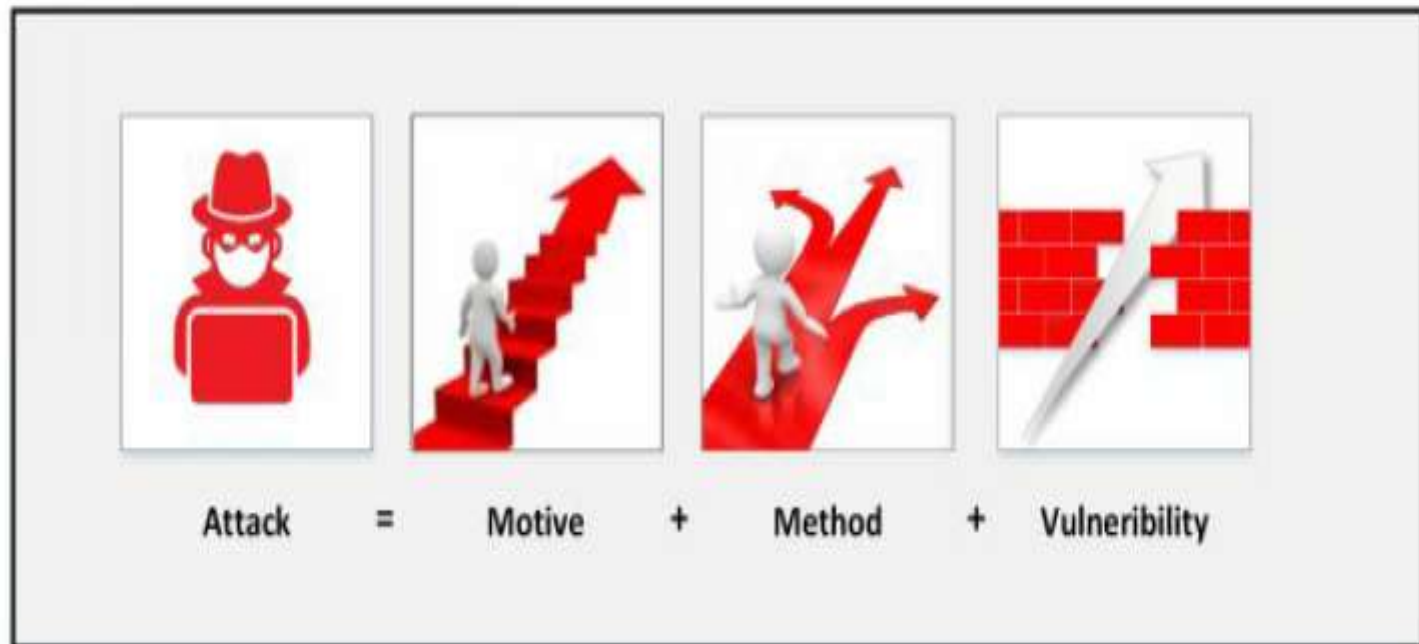 Attack = Motive + Method + Vulneribility